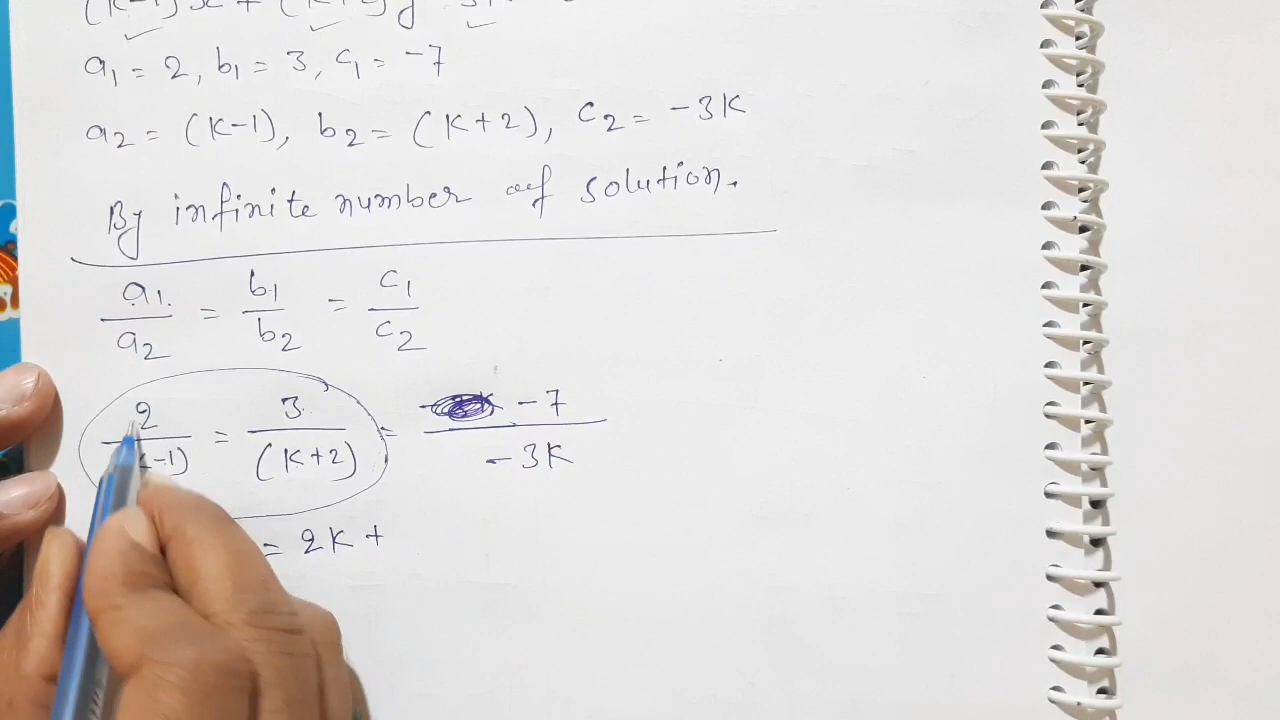 a1 = 2, b1 = 3, c1 = -7
a2 = (K-1), b2 = (K+2), c2 = -3K
By infinite number of solution.
a1/a2 = b1/b2 = c1/c2
2/(K-1) = 3/(K+2) = -7/-3K
= 2K +